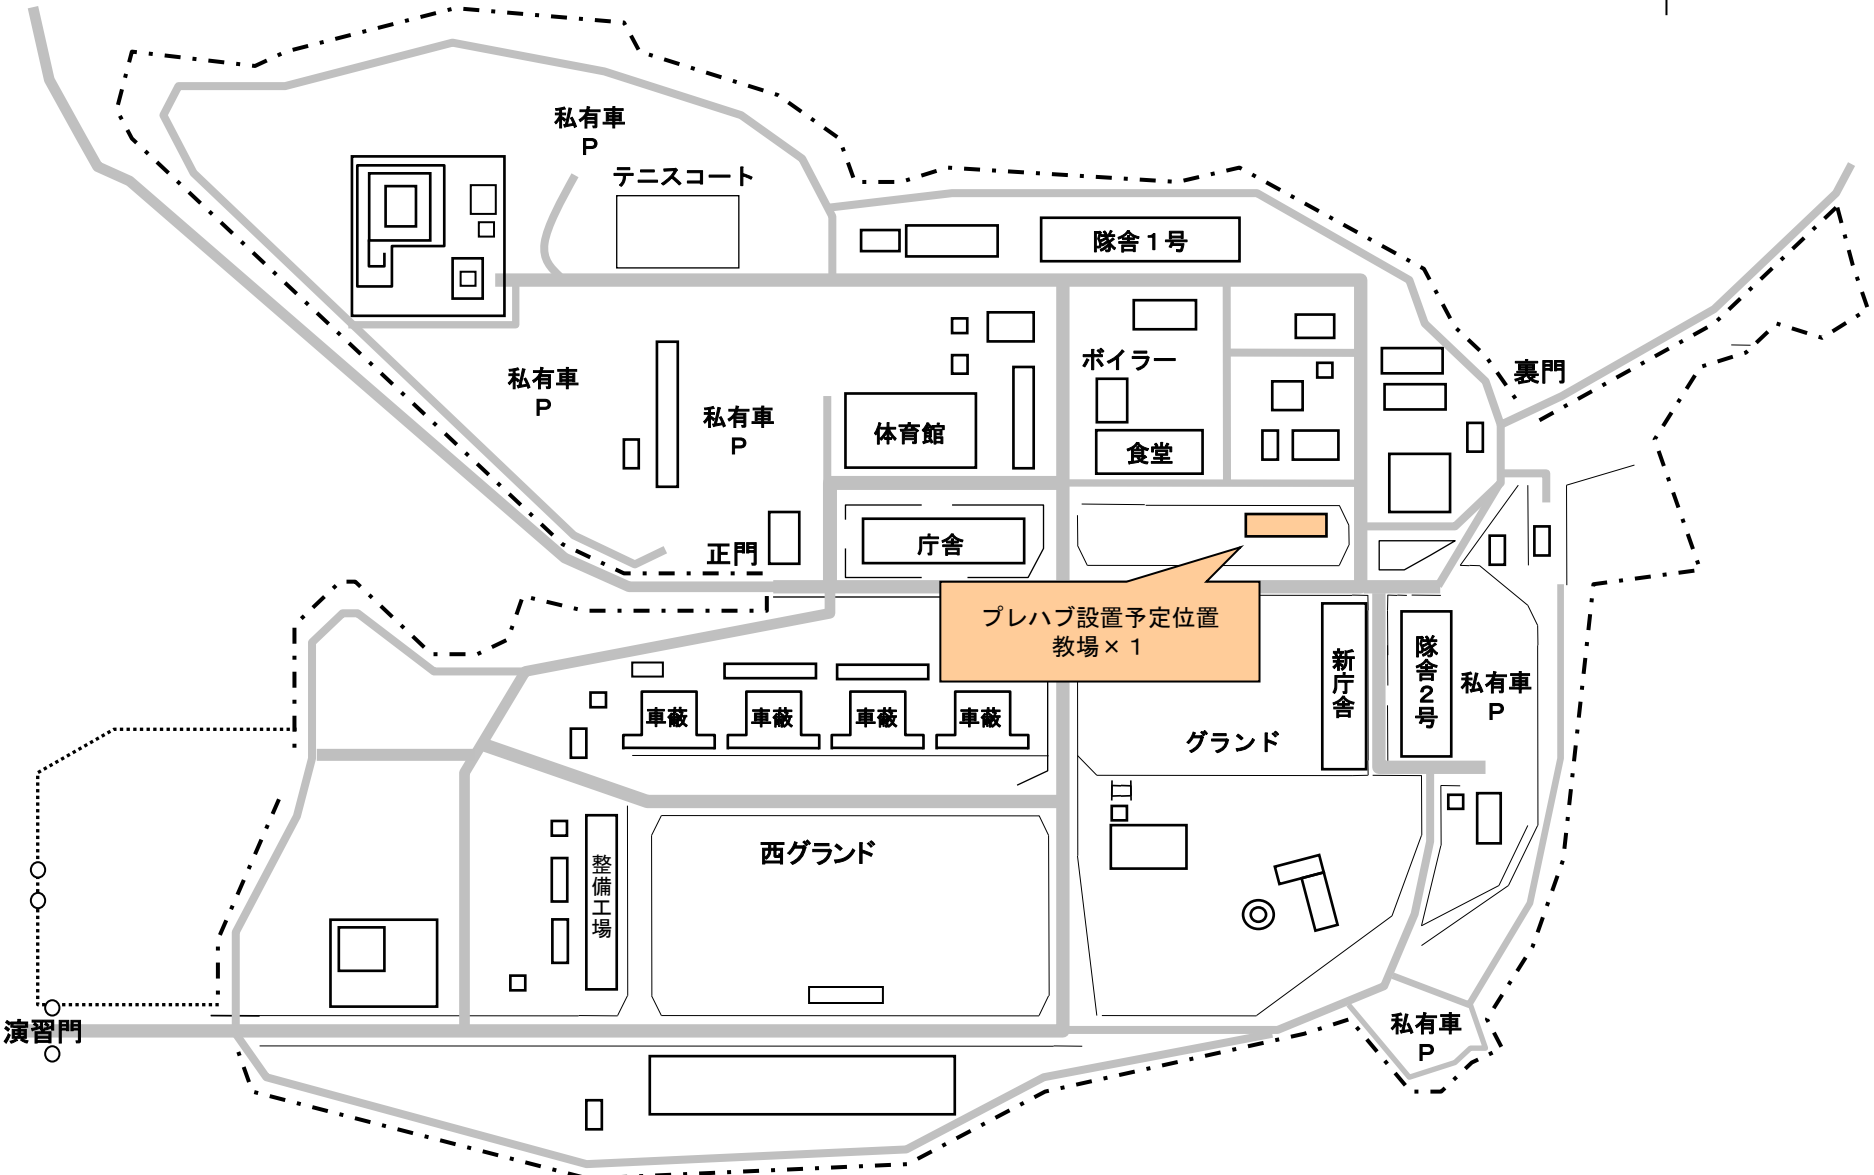 私有車
P
テニスコート
隊舎１号
ボイラー
裏門
私有車
P
私有車
P
体育館
食堂
庁舎
正門
プレハブ設置予定位置
教場×１
新庁舎
隊舎２号
私有車
P
車蔽
車蔽
車蔽
車蔽
グランド
西グランド
整備工場
演習門
私有車
P